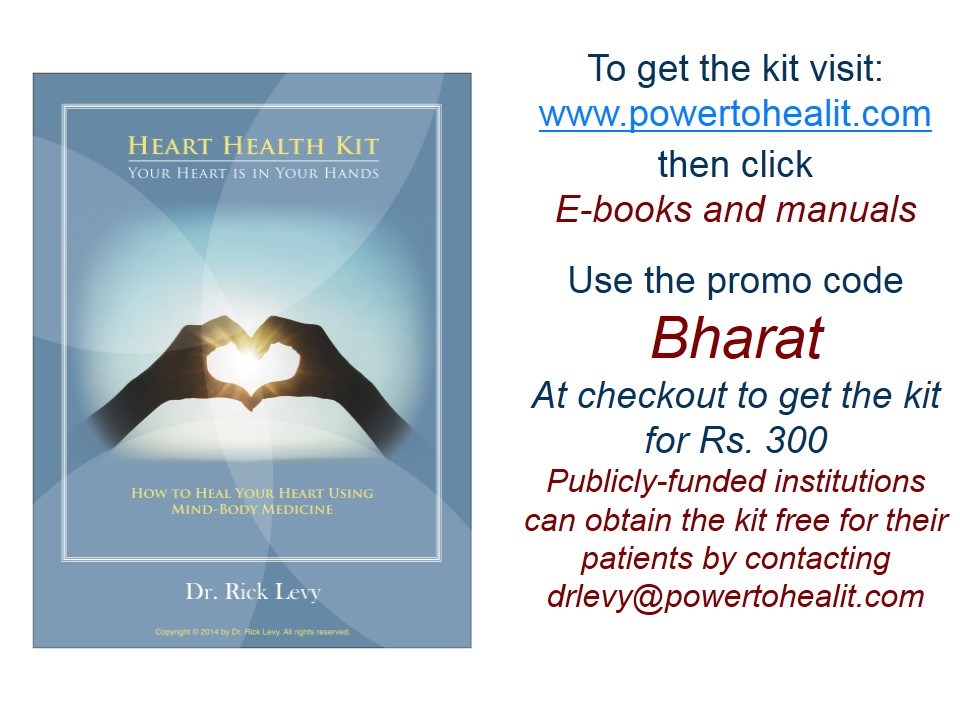 HEART HEALTH KIT
YOUR HEART IS IN YOUR HANDS
HOW TO HEAL YOUR HEART USING
MIND-BODY MEDICINE
Dr. Rick Levy
Copyright © 2014 by Dr. Rick Levy. All rights reserved.
To get the kit visit:
www.powertohealit.com
then click
E-books and manuals
Use the promo code
Bharat
At checkout to get the kit
for Rs. 300
Publicly-funded institutions
can obtain the kit free for their
patients by contacting
drlevy@powertohealit.com